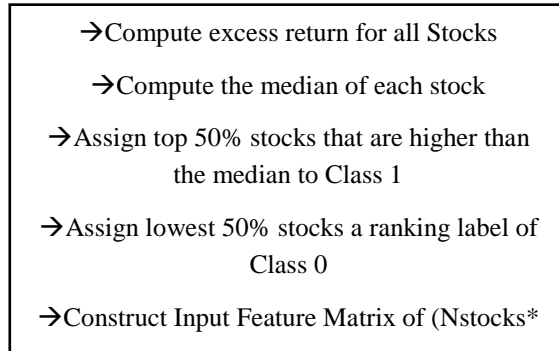 →Compute excess return for all Stocks
→Compute the median of each stock
→Assign top 50% stocks that are higher than
the median to Class 1
→Assign lowest 50% stocks a ranking label of
Class 0
→Construct Input Feature Matrix of (Nstocks*